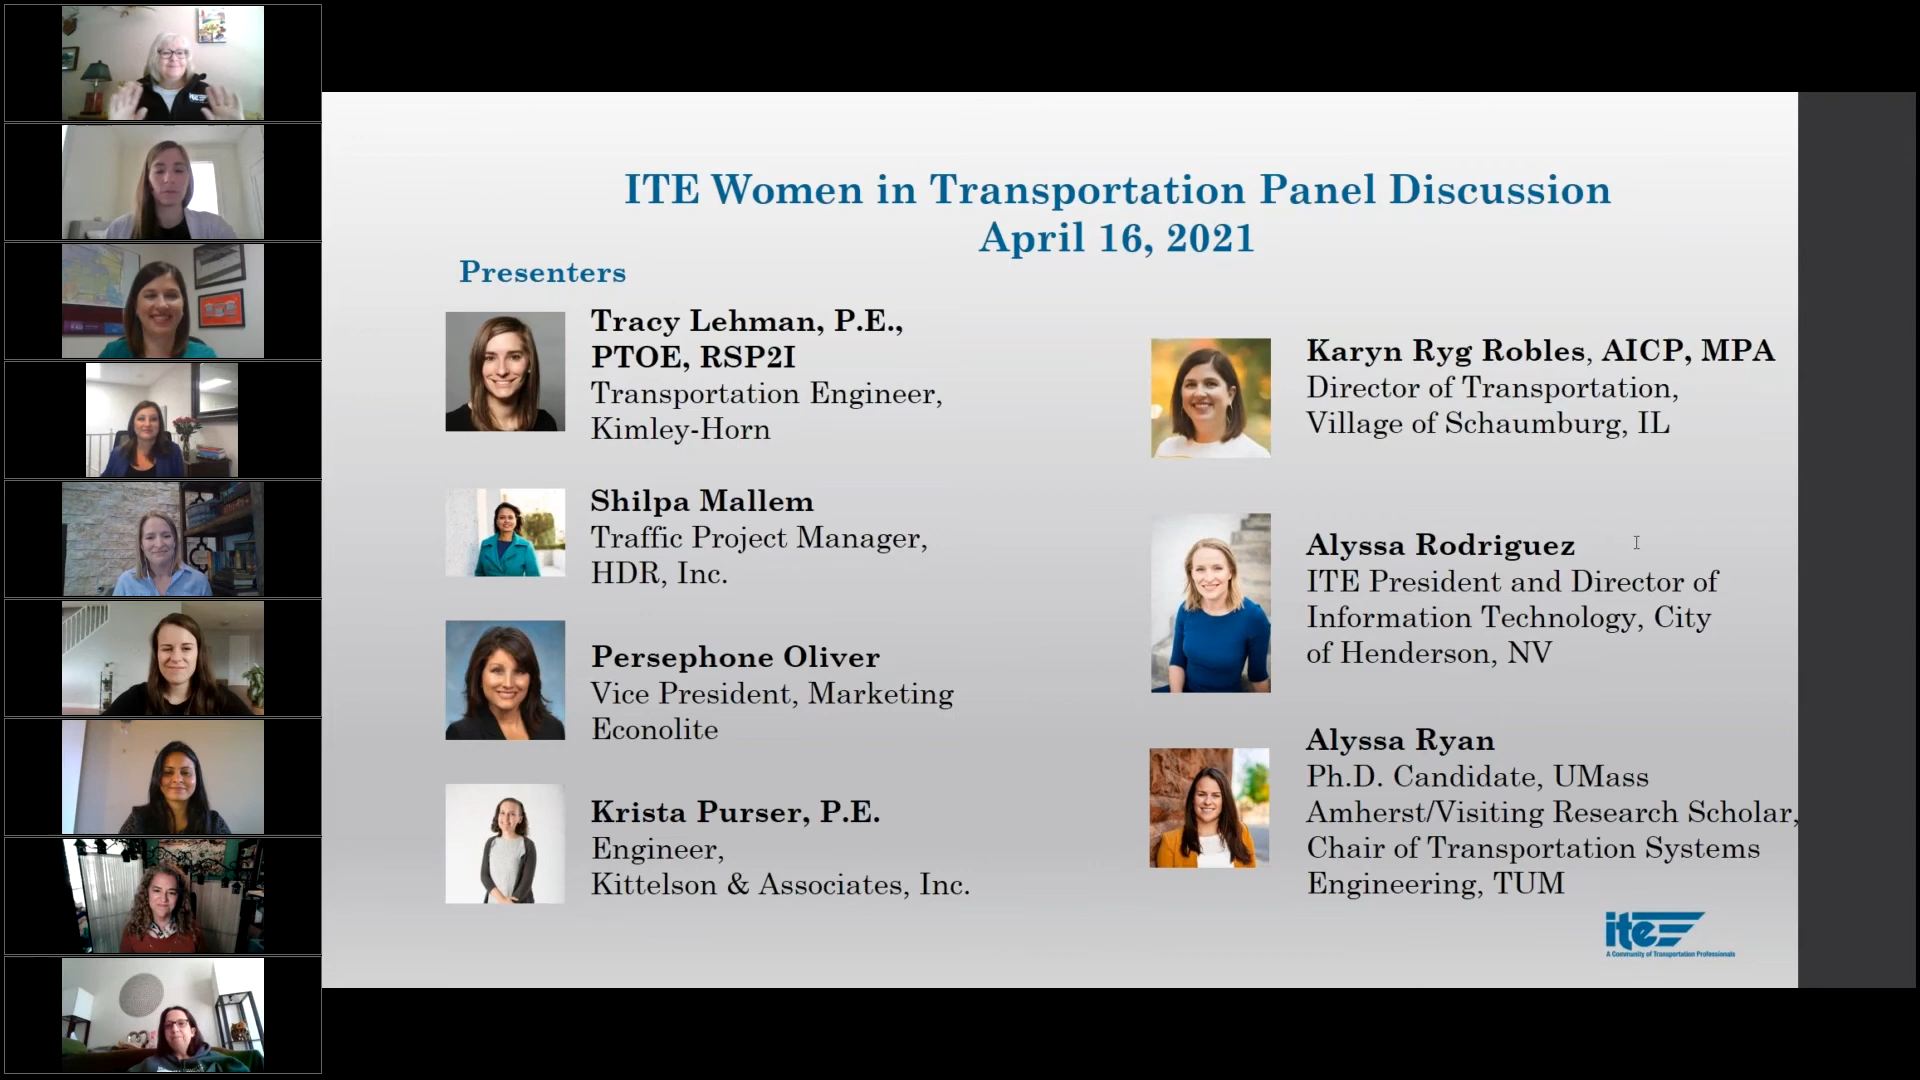 ITE Women in Transportation Panel Discussion
April 16, 2021
Presenters
Tracy Lehman, P.E.,
PTOE, RSP2I
Transportation Engineer,
Kimley-Horn
Shilpa Mallem
Traffic Project Manager,
HDR, Inc.
Persephone Oliver
Vice President, Marketing
Econolite
Krista Purser, P.E.
Engineer,
Kittelson & Associates, Inc.
Karyn Ryg Robles, AICP, MPA
Director of Transportation,
Village of Schaumburg, IL
Alyssa Rodriguez
ITE President and Director of
Information Technology, City
of Henderson, NV
Alyssa Ryan
Ph.D. Candidate, UMass
Amherst/Visiting Research Scholar,
Chair of Transportation Systems
Engineering, TUM
ite
A Community of Transportation Professionals